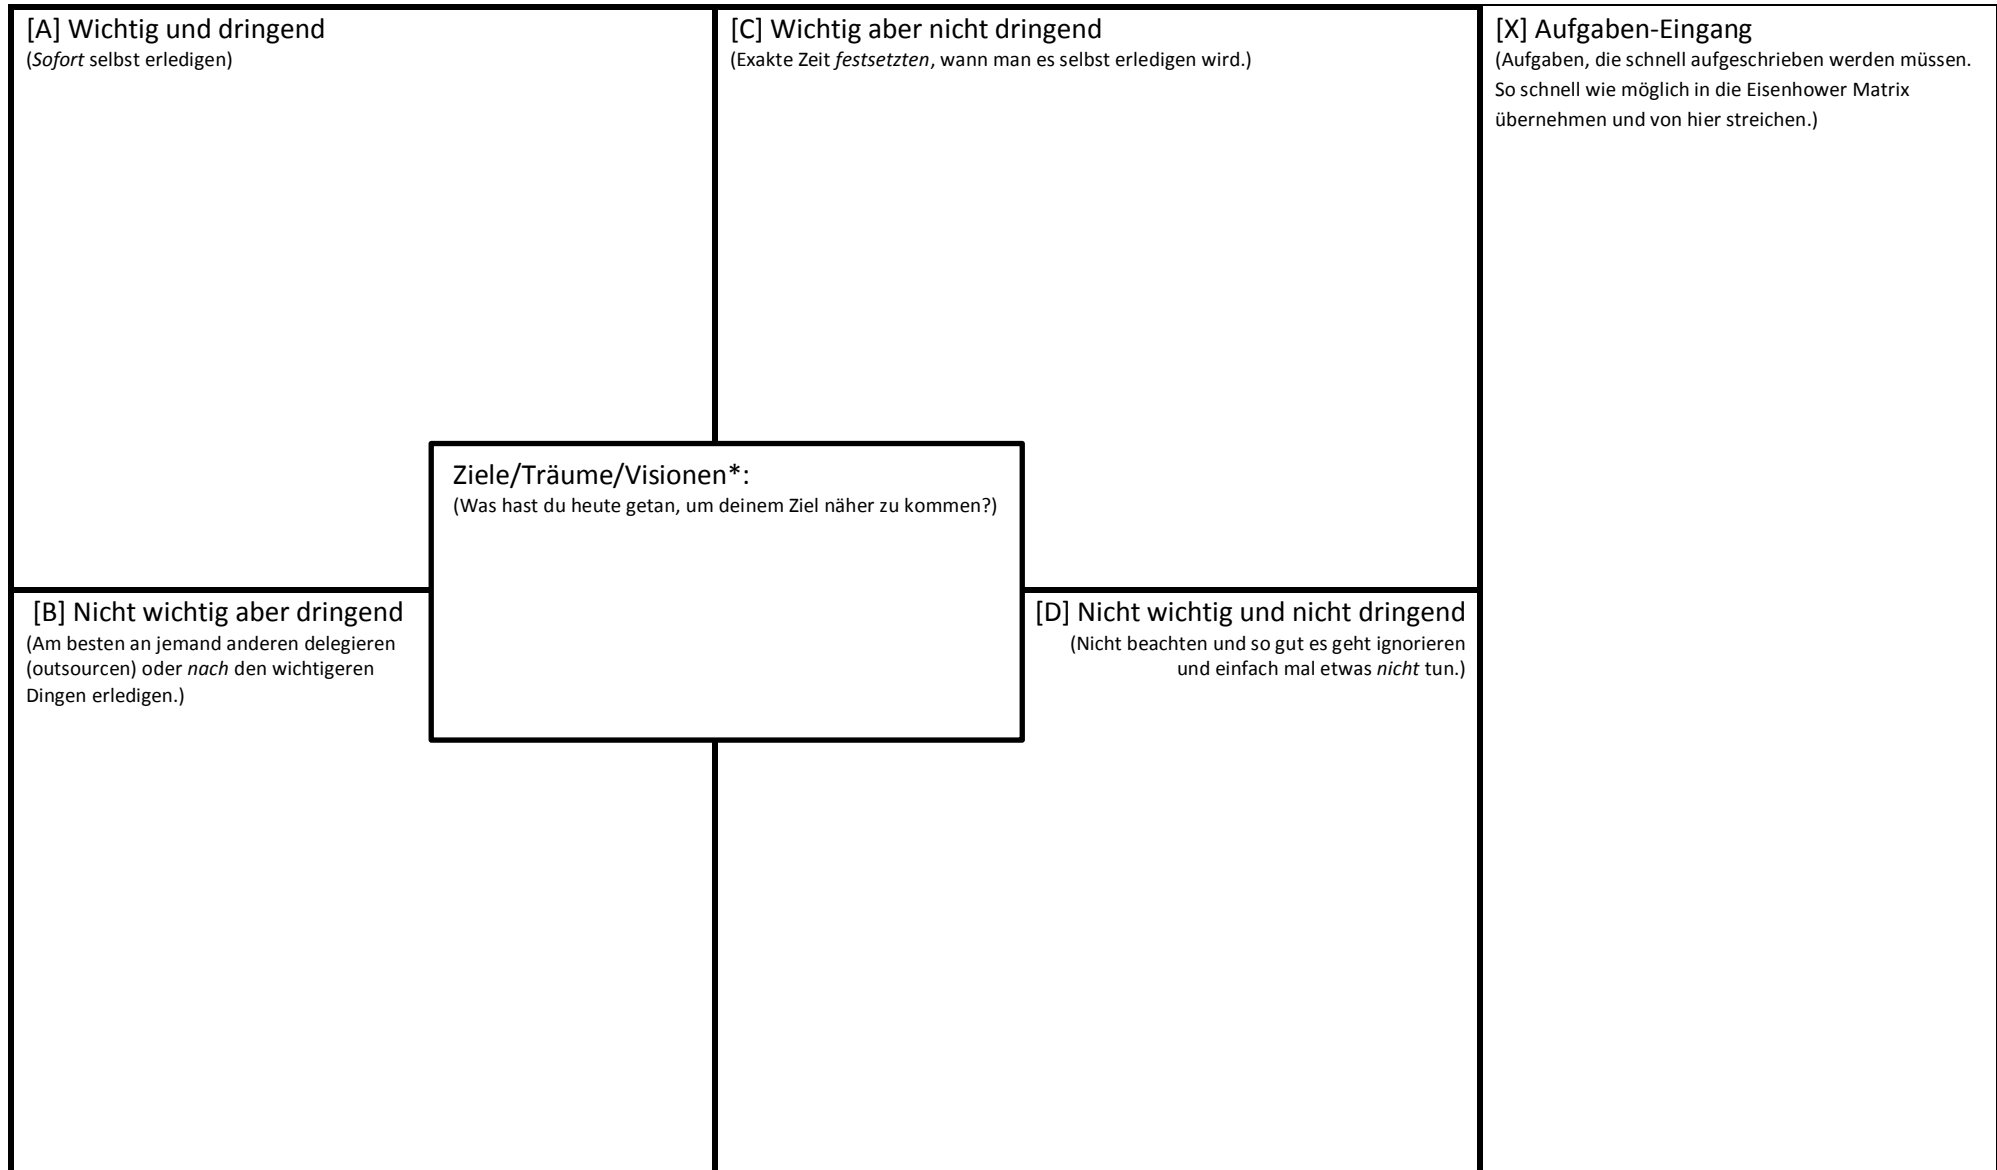 [A] Wichtig und dringend
(Sofort selbst erledigen)
[C] Wichtig aber nicht dringend
(Exakte Zeit festsetzten, wann man es selbst erledigen wird.)
[X] Aufgaben-Eingang
(Aufgaben, die schnell aufgeschrieben werden müssen.
So schnell wie möglich in die Eisenhower Matrix
übernehmen und von hier streichen.)
Ziele/Träume/Visionen*:
(Was hast du heute getan, um deinem Ziel näher zu kommen?)
[B] Nicht wichtig aber dringend
(Am besten an jemand anderen delegieren
(outsourcen) oder nach den wichtigeren
Dingen erledigen.)
[D] Nicht wichtig und nicht dringend
(Nicht beachten und so gut es geht ignorieren
und einfach mal etwas nicht tun.)